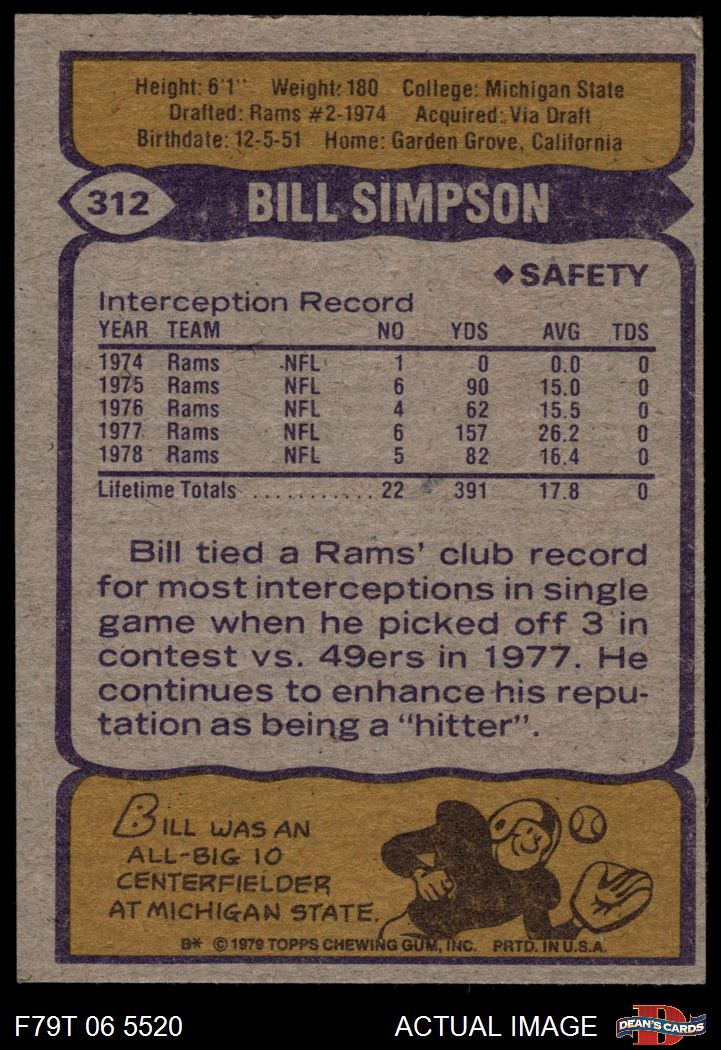 Height: 6'1" Weight: 180 College: Michigan State
Drafted: Rams #2-1974 Acquired: Via Draft
Birthdate: 12-5-51 Home: Garden Grove, California
312 BILL SIMPSON
◆SAFETY
Interception Record
YEAR TEAM NO YDS AVG TDS
1974 Rams NFL 1 0 0.0 0
1975 Rams NFL 6 90 15.0 0
1976 Rams NFL 4 62 15.5 0
1977 Rams NFL 6 157 26.2 0
1978 Rams NFL 5 82 16.4 0
Lifetime Totals ............ 22 391 17.8 0
Bill tied a Rams' club record
for most interceptions in single
game when he picked off 3 in
contest vs. 49ers in 1977. He
continues to enhance his repu-
tation as being a "hitter".
BILL WAS AN
ALL-BIG 10
CENTERFIELDER
AT MICHIGAN STATE.
B* © 1979 TOPPS CHEWING GUM, INC. PRTD. IN U.S.A.
F79T 06 5520 ACTUAL IMAGE D DEAN'S CARDS